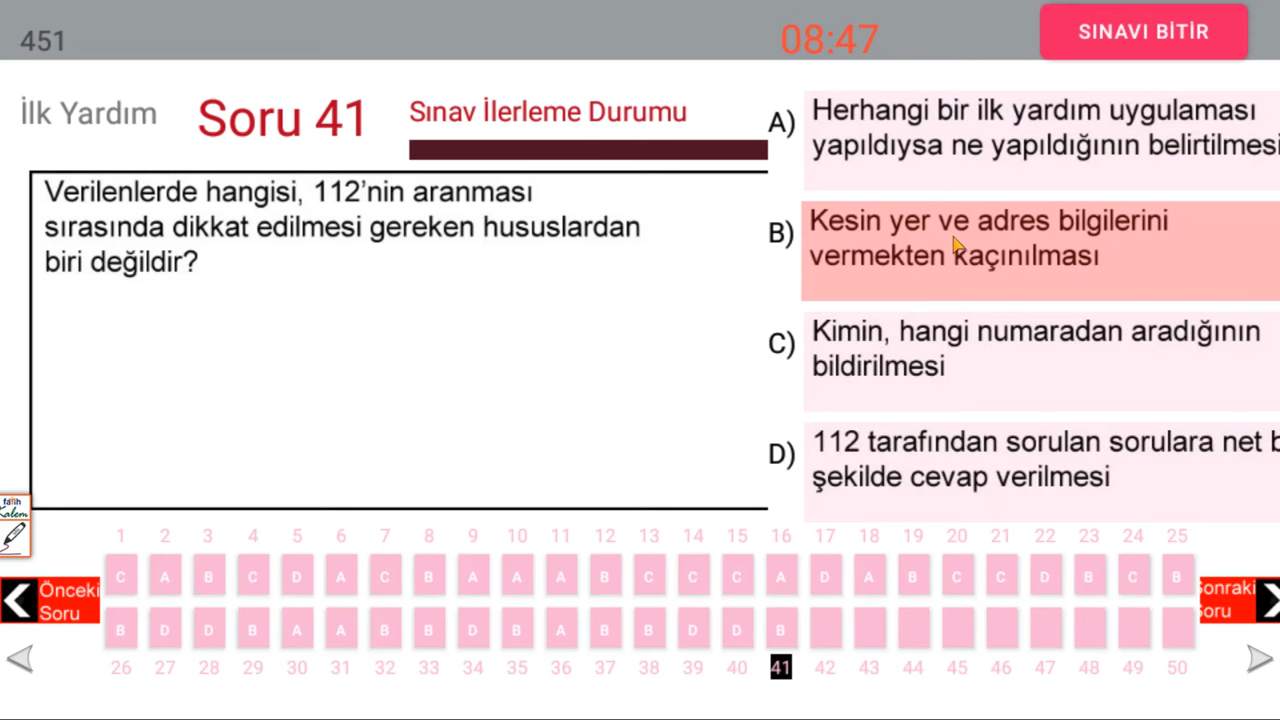 451
08:47
SINAVI BİTİR
İlk Yardım
Soru 41
Sınav İlerleme Durumu
Verilenlerde hangisi, 112'nin aranması
sırasında dikkat edilmesi gereken hususlardan
biri değildir?
A)
Herhangi bir ilk yardım uygulaması
yapıldıysa ne yapıldığının belirtilmesi
B)
Kesin yer ve adres bilgilerini
vermekten kaçınılması
C)
Kimin, hangi numaradan aradığının
bildirilmesi
D)
112 tarafından sorulan sorulara net b
şekilde cevap verilmesi
fatih
Kalem
1 2 3 4 5 6 7 8 9 10 11 12 13 14 15 16 17 18 19 20 21 22 23 24 25
C A B C D A C B A A A B C C C A D A B C C D B C B
Önceki
Soru
Sonraki
Soru
B D D B A A B B D B A B B D D B
26 27 28 29 30 31 32 33 34 35 36 37 38 39 40 41 42 43 44 45 46 47 48 49 50